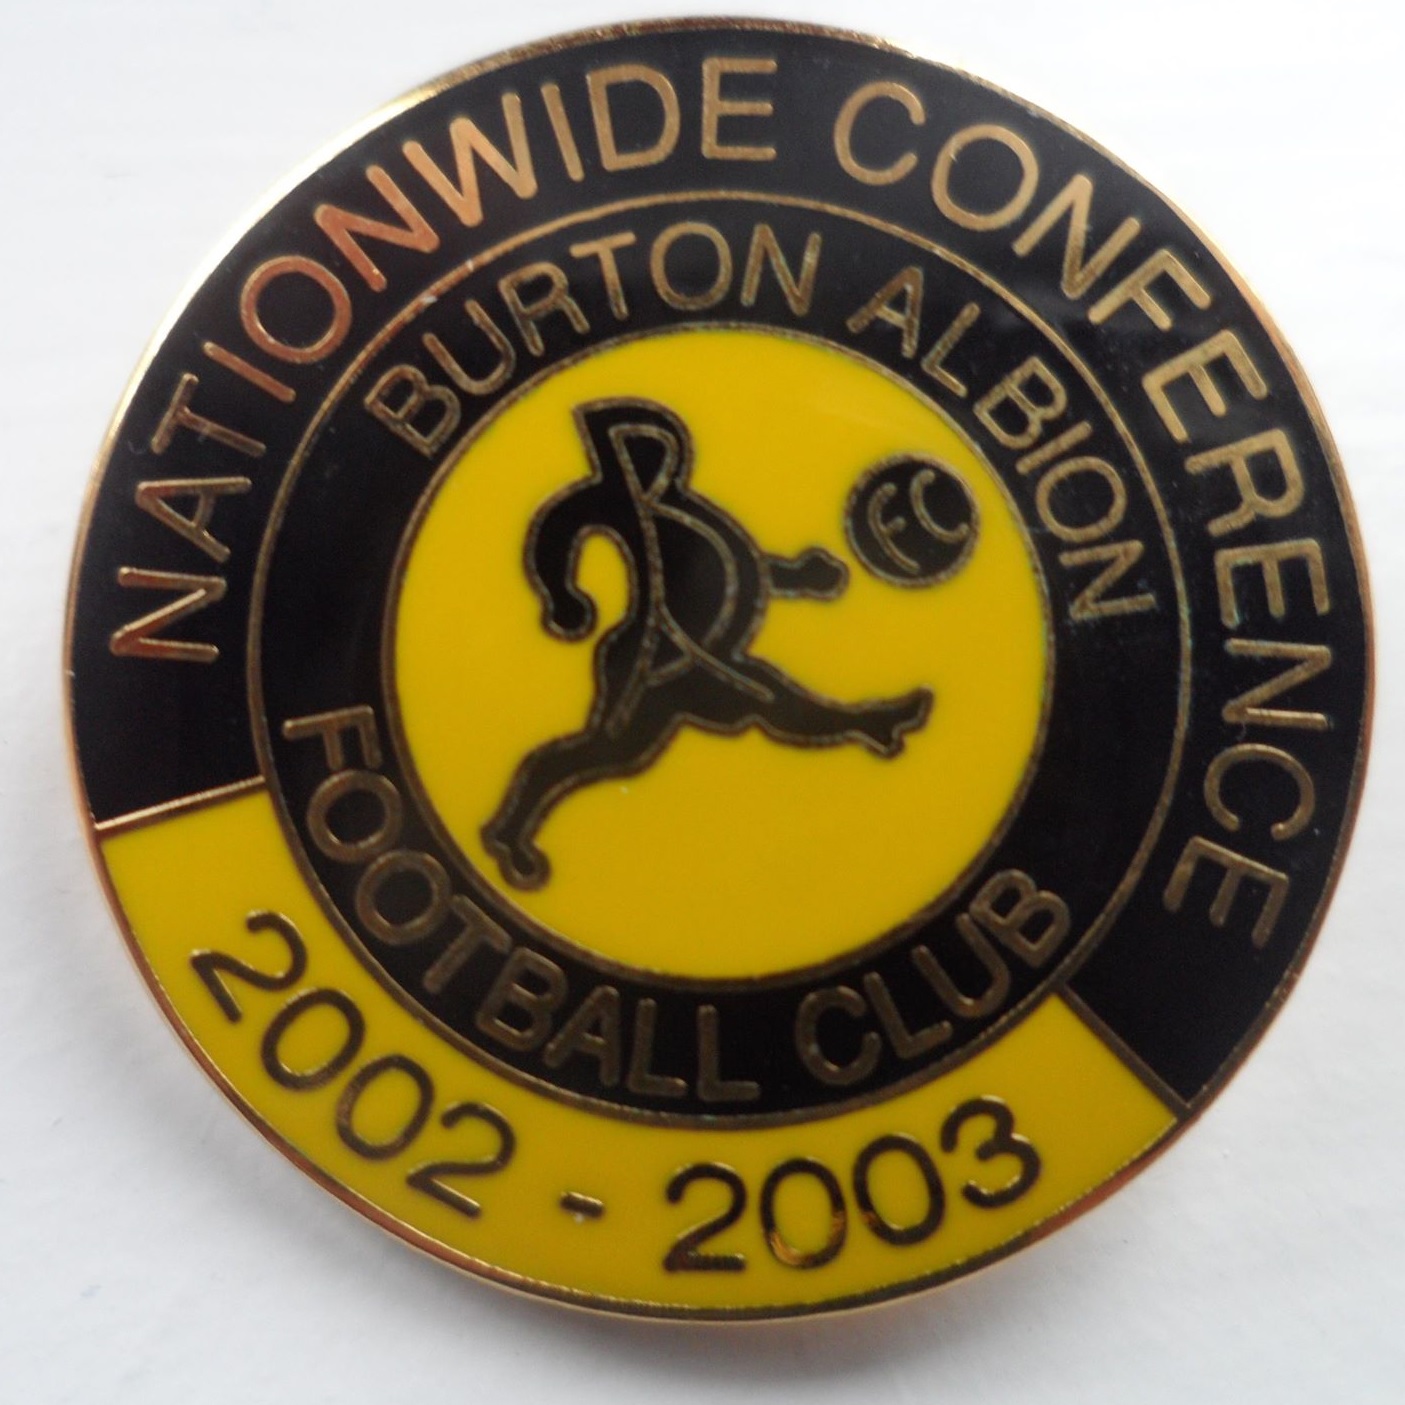 NATIONWIDE CONFERENCE
BURTON ALBION
FC
FOOTBALL CLUB
2002 - 2003